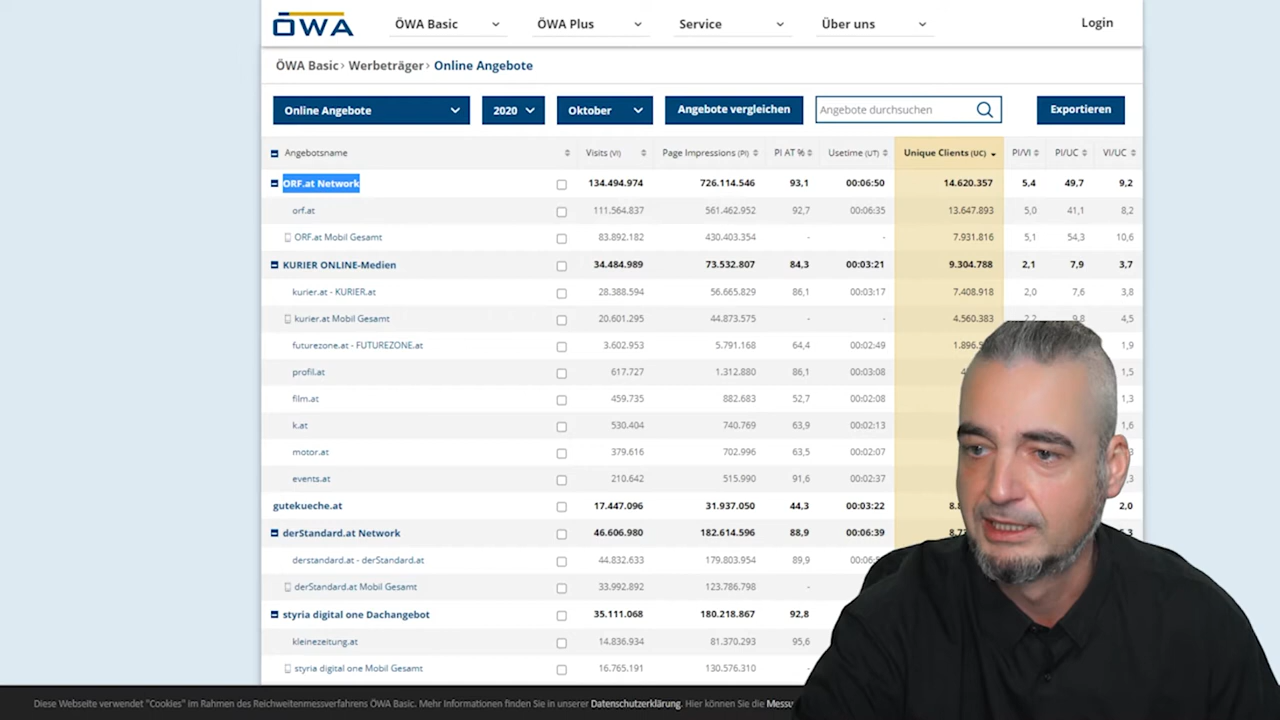 ÖWA ÖWA Basic ÖWA Plus Service Über uns Login
ÖWA Basic› Werbeträger› Online Angebote
Online Angebote 2020 Oktober Angebote vergleichen Angebote durchsuchen Exportieren
Angebotsname Visits (VI) Page Impressions (PI) PI AT % Usetime (UT) Unique Clients (UC) PI/VI PI/UC VI/UC
ORF.at Network 134.494.974 726.114.546 93,1 00:06:50 14.620.357 5,4 49,7 9,2
orf.at 111.564.837 561.462.952 92,7 00:06:35 13.647.893 5,0 41,1 8,2
ORF.at Mobil Gesamt 83.892.182 430.403.354 - - 7.931.816 5,1 54,3 10,6
KURIER ONLINE-Medien 34.484.989 73.532.807 84,3 00:03:21 9.304.788 2,1 7,9 3,7
kurier.at - KURIER.at 28.388.594 56.665.829 86,1 00:03:17 7.408.918 2,0 7,6 3,8
kurier.at Mobil Gesamt 20.601.295 44.873.575 - - 4.560.383 2,2 9,8 4,5
futurezone.at - FUTUREZONE.at 3.602.953 5.791.168 64,4 00:02:49 1.896. 1,9
profil.at 617.727 1.312.880 86,1 00:03:08 1,5
film.at 459.735 882.683 52,7 00:02:08 1,3
k.at 530.404 740.769 63,9 00:02:13 1,6
motor.at 379.616 702.996 63,5 00:02:07
events.at 210.642 515.990 91,6 00:02:37
gutekueche.at 17.447.096 31.937.050 44,3 00:03:22 2,0
derStandard.at Network 46.606.980 182.614.596 88,9 00:06:39
derstandard.at - derStandard.at 44.832.633 179.803.954 89,9
derStandard.at Mobil Gesamt 33.992.892 123.786.798 -
styria digital one Dachangebot 35.111.068 180.218.867 92,8
kleinezeitung.at 14.836.934 81.370.293 95,6
styria digital one Mobil Gesamt 16.765.191 130.576.310
Diese Webseite verwendet "Cookies" im Rahmen des Reichweitenmessverfahrens ÖWA Basic. Mehr Informationen finden Sie in unserer Datenschutzerklärung. Hier können Sie die